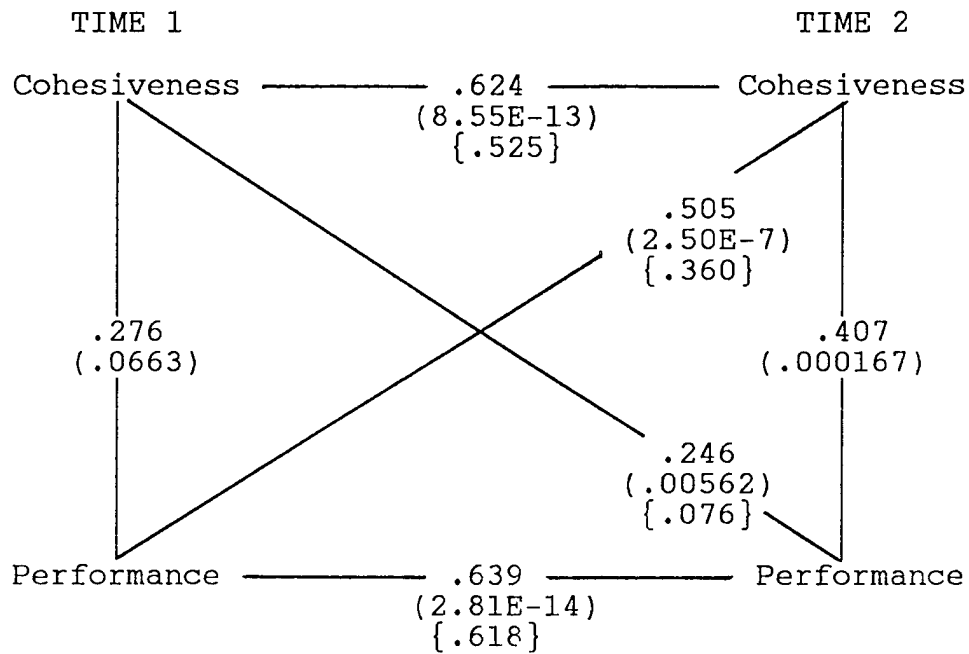 TIME 1 TIME 2
Cohesiveness .624 Cohesiveness
(8.55E-13)
{.525}
.505
(2.50E-7)
{.360}
.276 .407
(.0663) (.000167)
.246
(.00562)
{.076}
Performance .639 Performance
(2.81E-14)
{.618}